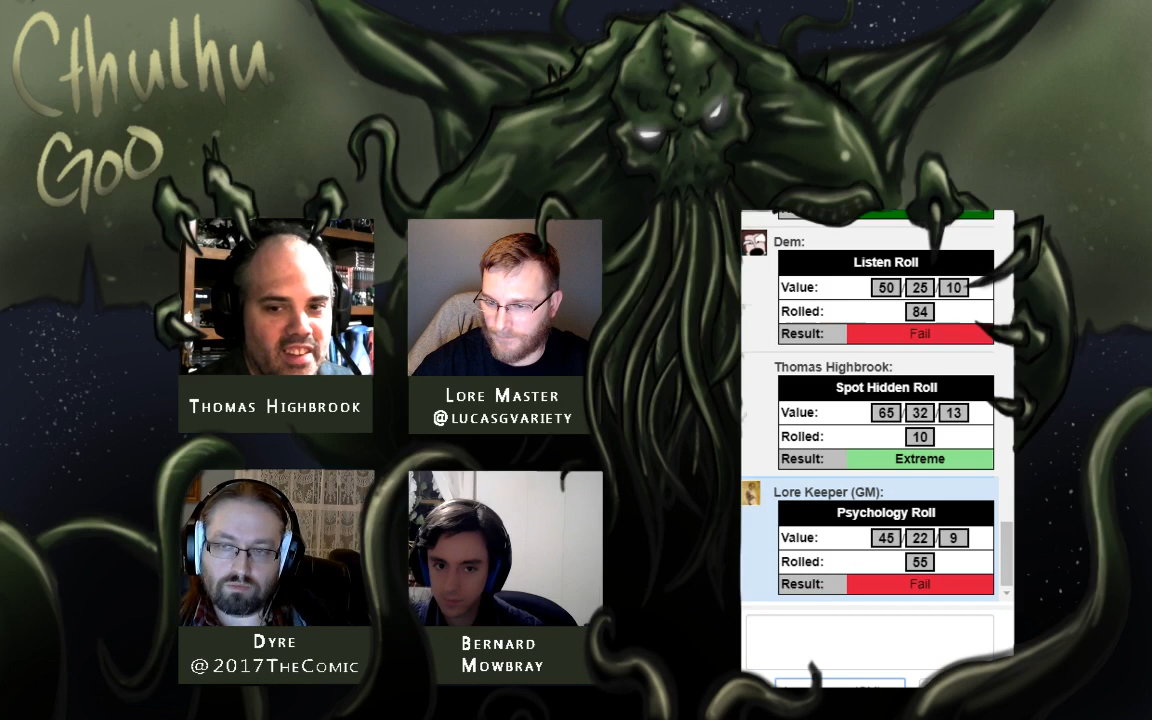 Cthulhu
Goo
Thomas Highbrook
Lore Master
@lucasgvariety
Dyre
@2017TheComic
Bernard
Mowbray
Dem:
Listen Roll
Value: 50 / 25 / 10
Rolled: 84
Result: Fail
Thomas Highbrook:
Spot Hidden Roll
Value: 65 / 32 / 13
Rolled: 10
Result: Extreme
Lore Keeper (GM):
Psychology Roll
Value: 45 / 22 / 9
Rolled: 55
Result: Fail